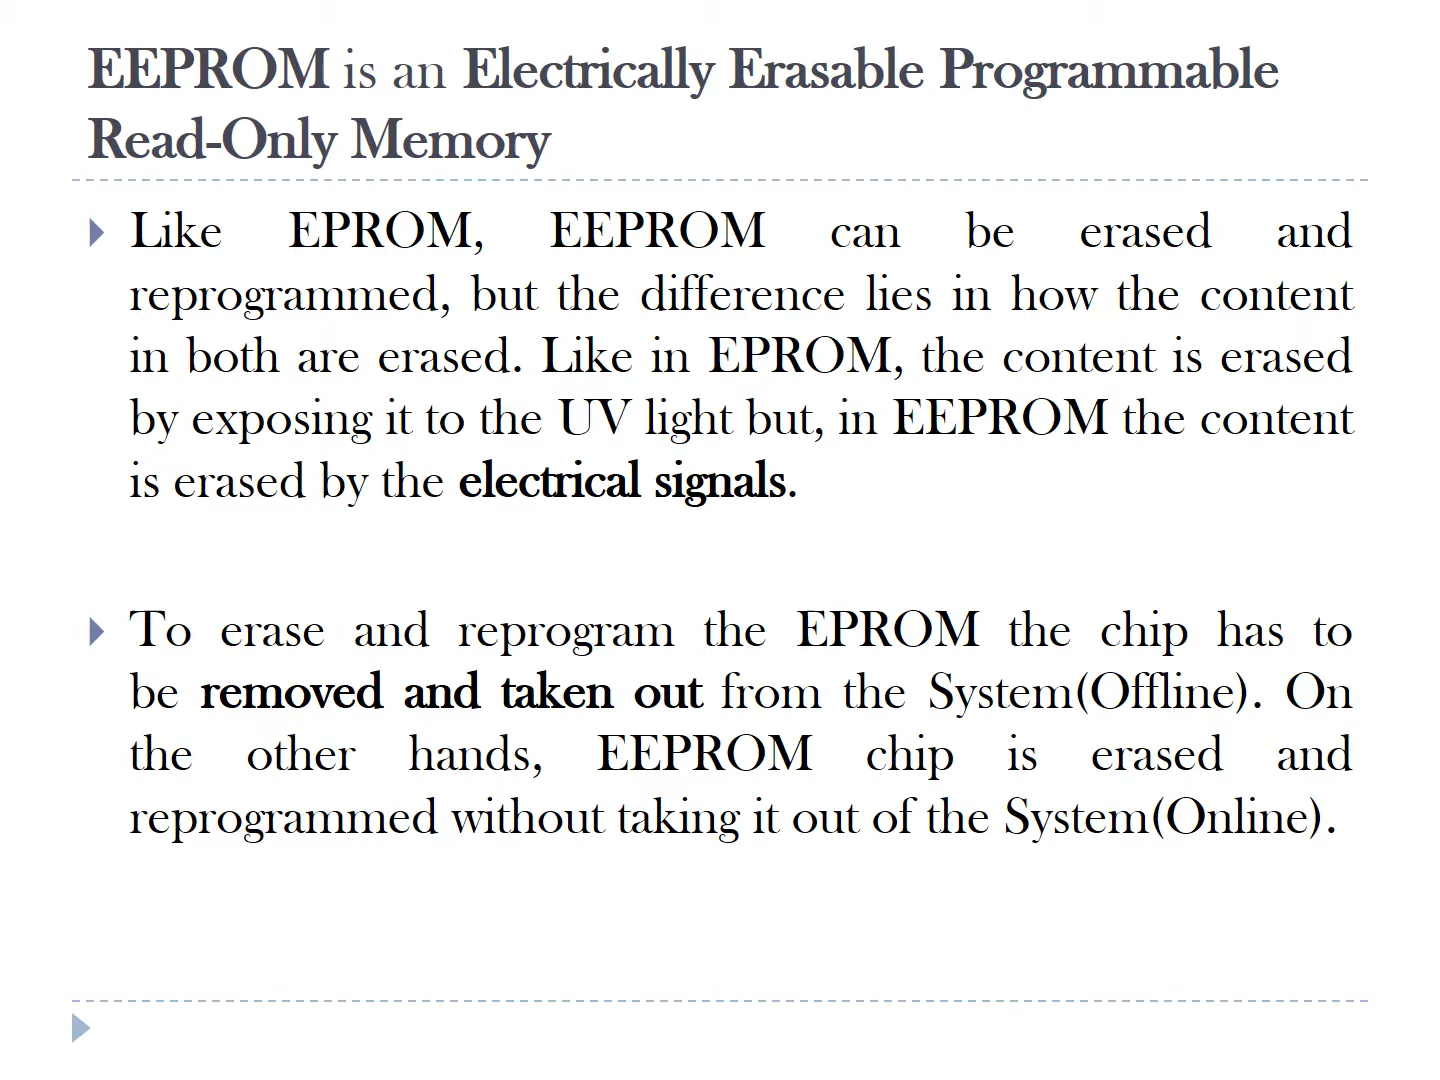 EEPROM is an Electrically Erasable Programmable
Read-Only Memory
Like EPROM, EEPROM can be erased and
reprogrammed, but the difference lies in how the content
in both are erased. Like in EPROM, the content is erased
by exposing it to the UV light but, in EEPROM the content
is erased by the electrical signals.
To erase and reprogram the EPROM the chip has to
be removed and taken out from the System(Offline). On
the other hands, EEPROM chip is erased and
reprogrammed without taking it out of the System(Online).